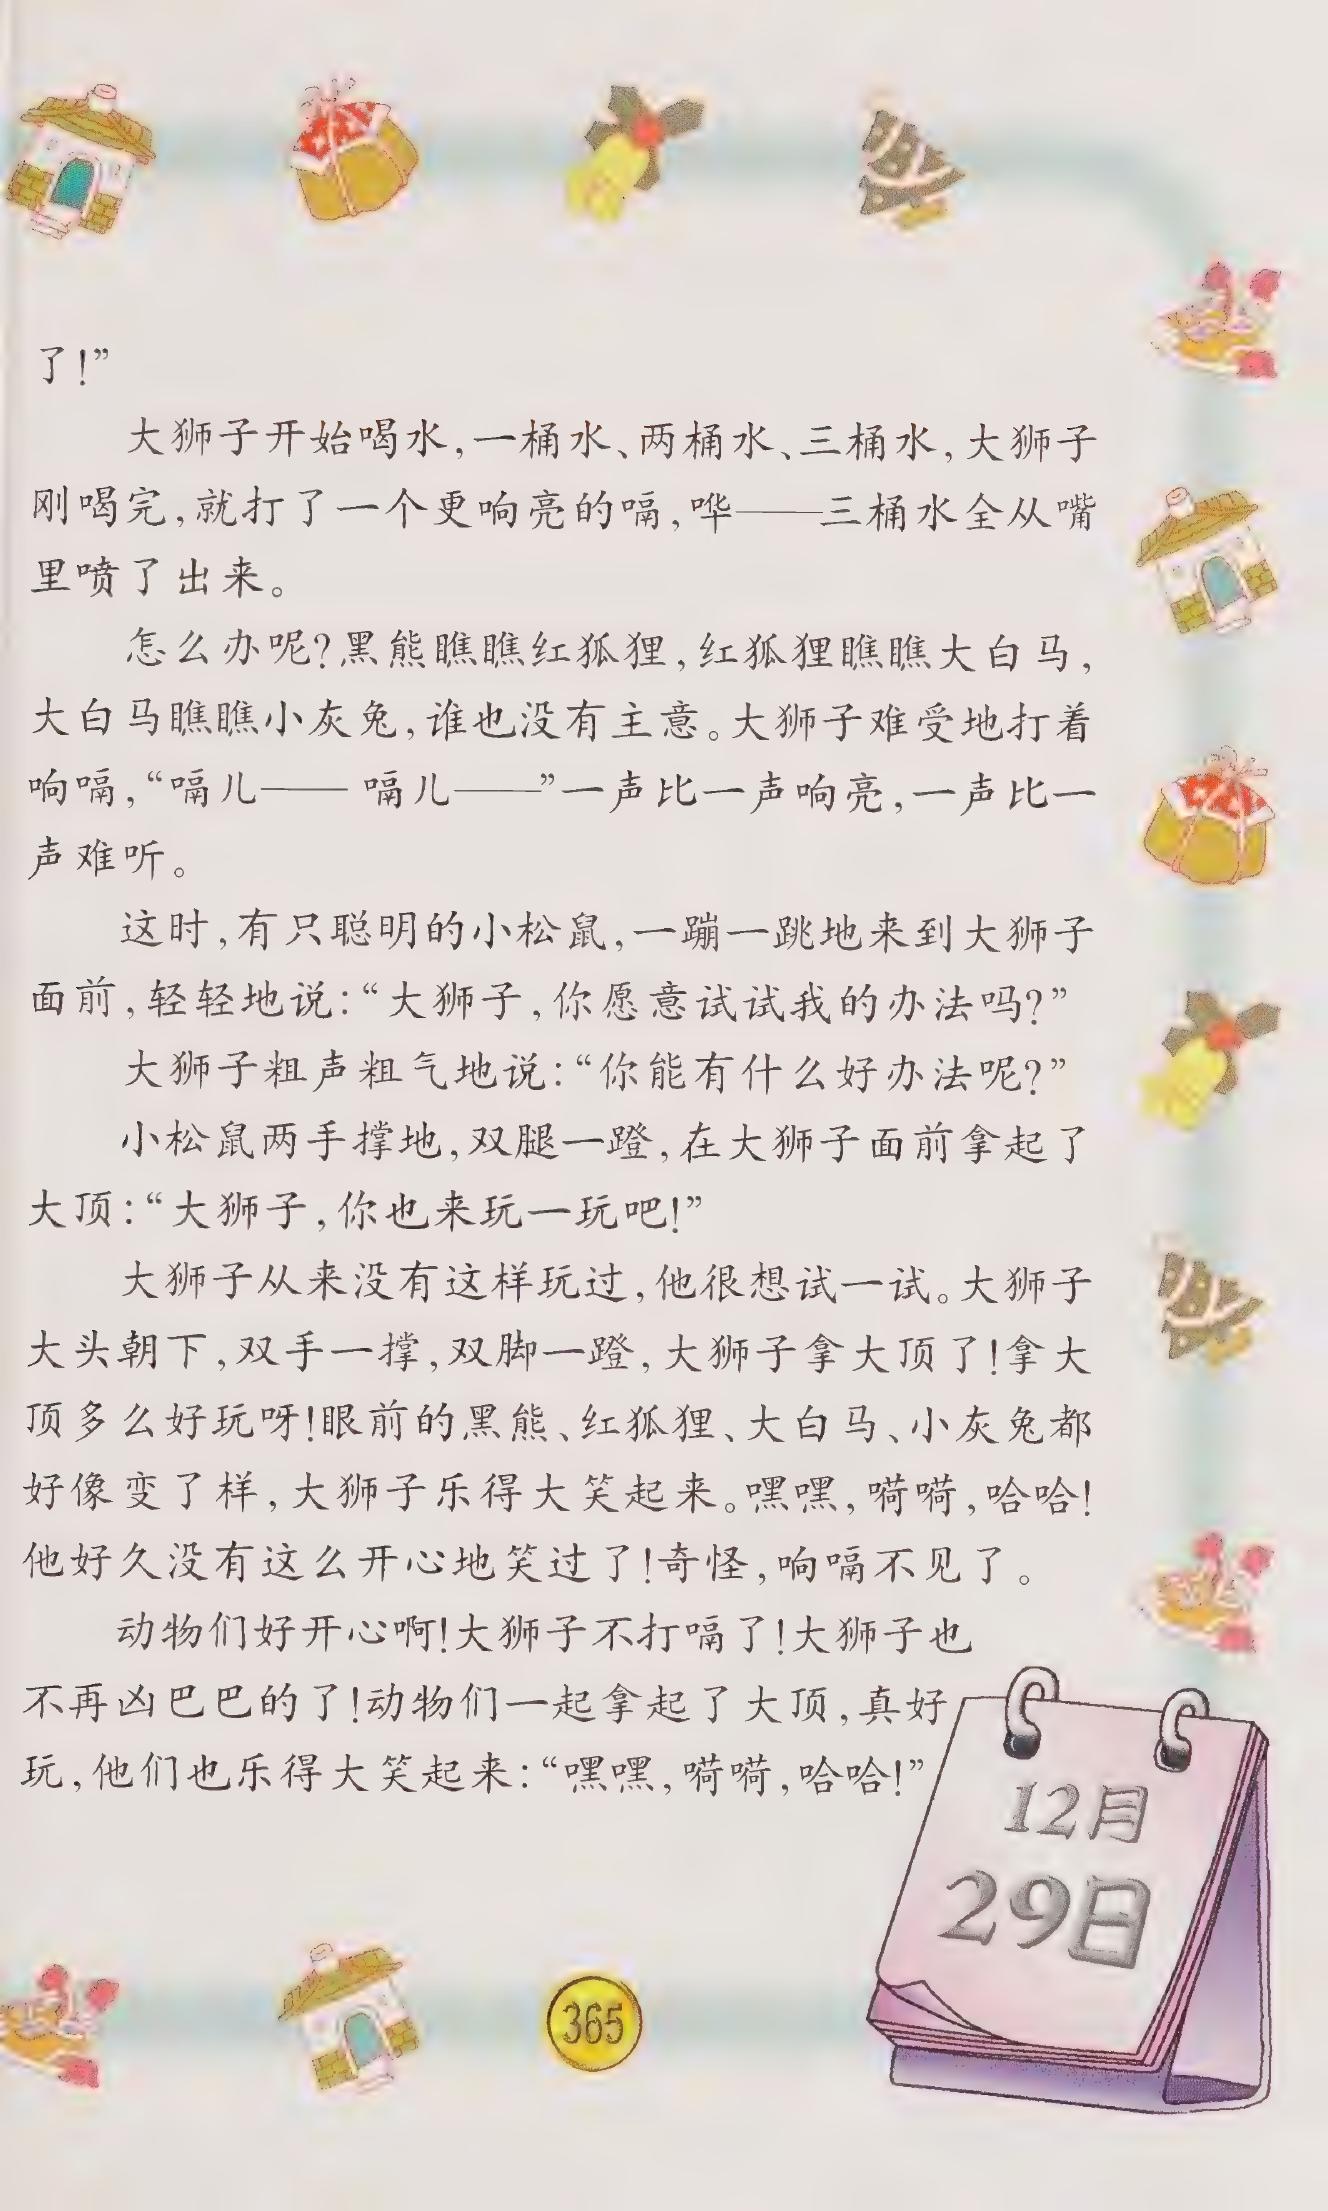 了！”
大狮子开始喝水，一桶水、两桶水、三桶水，大狮子
刚喝完，就打了一个更响亮的嗝，哗——三桶水全从嘴
里喷了出来。
怎么办呢？黑熊瞧瞧红狐狸，红狐狸瞧瞧大白马，
大白马瞧瞧小灰兔，谁也没有主意。大狮子难受地打着
响嗝，“嗝儿——嗝儿——”一声比一声响亮，一声比一
声难听。
这时，有只聪明的小松鼠，一蹦一跳地来到大狮子
面前，轻轻地说：“大狮子，你愿意试试我的办法吗？”
大狮子粗声粗气地说：“你能有什么好办法呢？”
小松鼠两手撑地，双腿一蹬，在大狮子面前拿起了
大顶：“大狮子，你也来玩一玩吧！”
大狮子从来没有这样玩过，他很想试一试。大狮子
大头朝下，双手一撑，双脚一蹬，大狮子拿大顶了！拿大
顶多么好玩呀！眼前的黑熊、红狐狸、大白马、小灰兔都
好像变了样，大狮子乐得大笑起来。嘿嘿，嗬嗬，哈哈！
他好久没有这么开心地笑过了！奇怪，响嗝不见了。
动物们好开心啊！大狮子不打嗝了！大狮子也
不再凶巴巴的了！动物们一起拿起了大顶，真好
玩，他们也乐得大笑起来：“嘿嘿，嗬嗬，哈哈！”
12月
29日
365